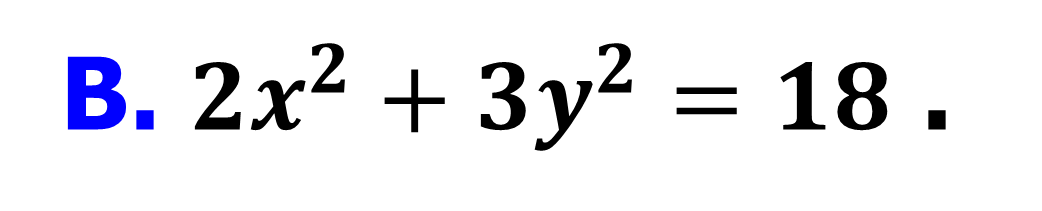 B. 2x² + 3y² = 18 .